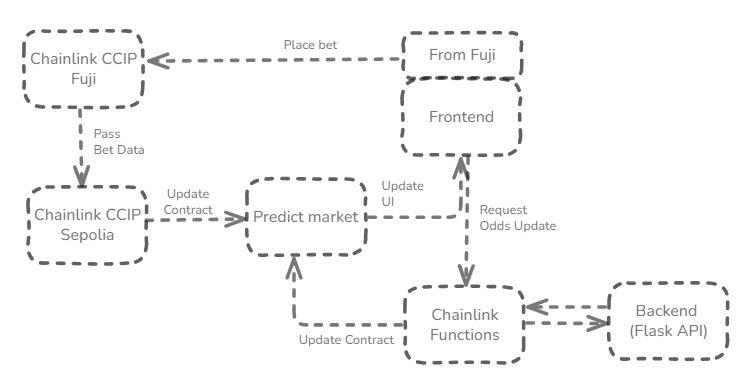 Place bet
From Fuji
Chainlink CCIP
Fuji
Frontend
Pass
Bet Data
Chainlink CCIP
Sepolia
Update
Contract
Predict market
Update
UI
Request
Odds Update
Chainlink
Functions
Backend
(Flask API)
Update Contract